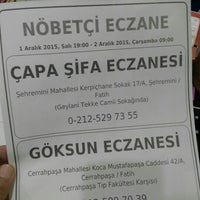 NÖBETÇİ ECZANE
1 Aralık 2015, Salı 19:00 - 2 Aralık 2015, Çarşamba 09:00
ÇAPA ŞİFA ECZANESİ
Şehremini Mahallesi Kerpiçhane Sokak 17/A, Şehremini /
Fatih
(Geylani Tekke Camii Sokağında)
0-212-529 73 55
GÖKSUN ECZANESİ
Cerrahpaşa Mahallesi Koca Mustafapaşa Caddesi 42/A,
Cerrahpaşa / Fatih
(Cerrahpaşa Tıp Fakültesi Karşısı)